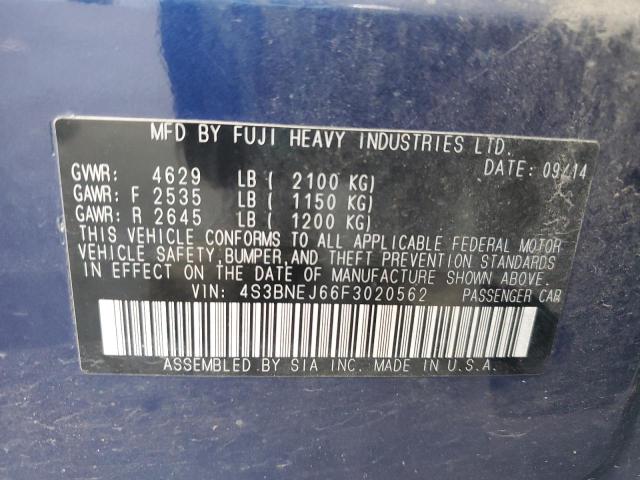 MFD BY FUJI HEAVY INDUSTRIES LTD.
DATE: 09/14
GVWR: 4629 LB ( 2100 KG)
GAWR: F 2535 LB ( 1150 KG)
GAWR: R 2645 LB ( 1200 KG)
THIS VEHICLE CONFORMS TO ALL APPLICABLE FEDERAL MOTOR
VEHICLE SAFETY, BUMPER, AND THEFT PREVENTION STANDARDS
IN EFFECT ON THE DATE OF MANUFACTURE SHOWN ABOVE.
VIN: 4S3BNEJ66F3020562 PASSENGER CAR
ASSEMBLED BY SIA INC. MADE IN U.S.A.